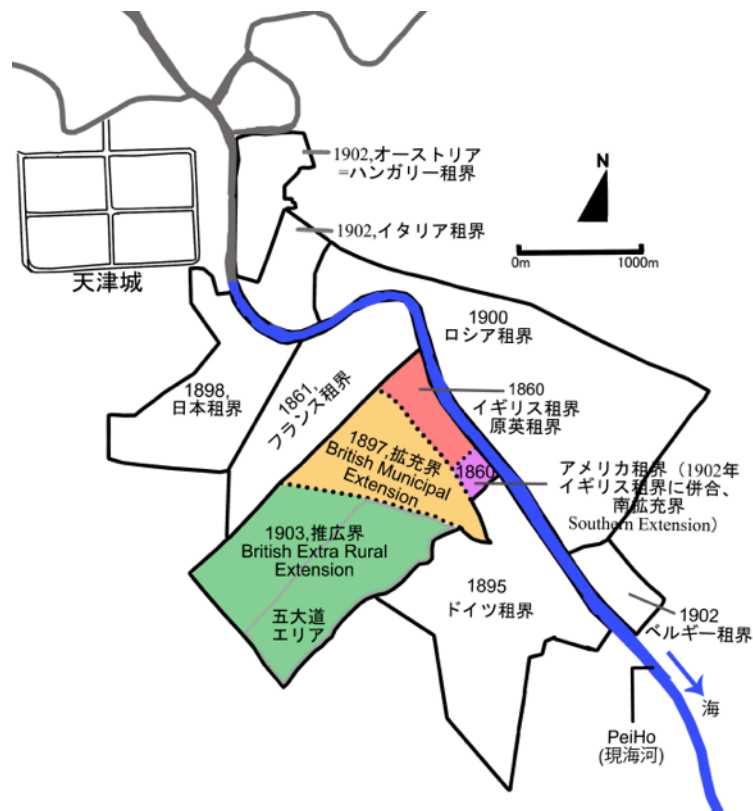 1902,オーストリア
=ハンガリー租界
N
1902,イタリア租界
0m
1000m
天津城
1900
ロシア租界
1898,
日本租界
1861,
フランス租界
1860
イギリス租界
原英租界
1897,拡充界
British Municipal
Extension
1860
アメリカ租界（1902年
イギリス租界に併合、
南拡充界
Southern Extension）
1903,推広界
British Extra Rural
Extension
五大道
エリア
1895
ドイツ租界
1902
ベルギー租界
海
PeiHo
(現海河)